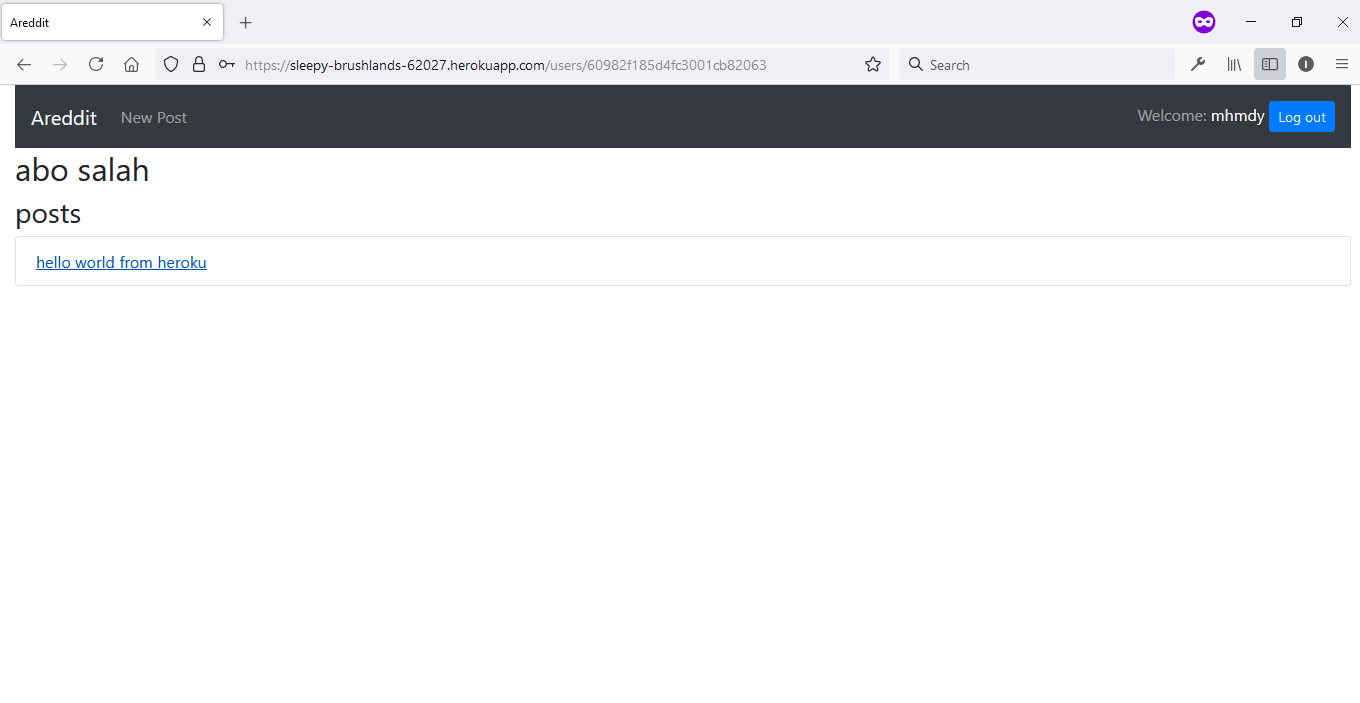 Areddit
https://sleepy-brushlands-62027.herokuapp.com/users/60982f185d4fc3001cb82063
Search
Areddit New Post Welcome: mhmdy Log out
abo salah
posts
hello world from heroku